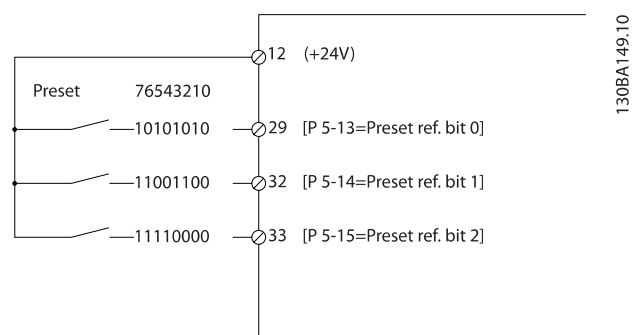 12 (+24V)
Preset 76543210
10101010 29 [P 5-13=Preset ref. bit 0]
11001100 32 [P 5-14=Preset ref. bit 1]
11110000 33 [P 5-15=Preset ref. bit 2]
130BA149.10